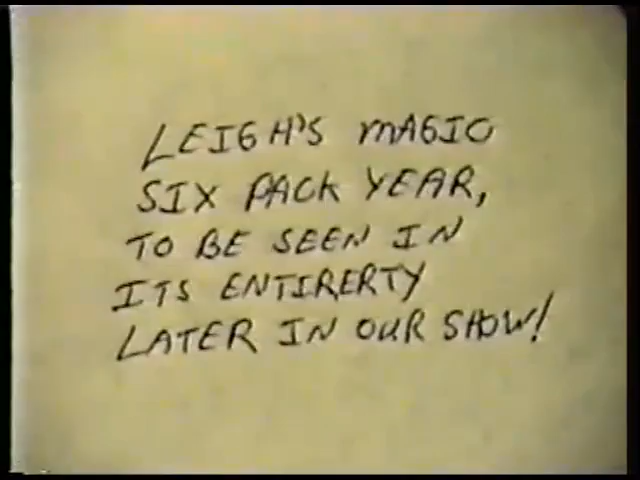 LEIGH'S MAGIC
SIX PACK YEAR,
TO BE SEEN IN
ITS ENTIRERTY
LATER IN OUR SHOW!